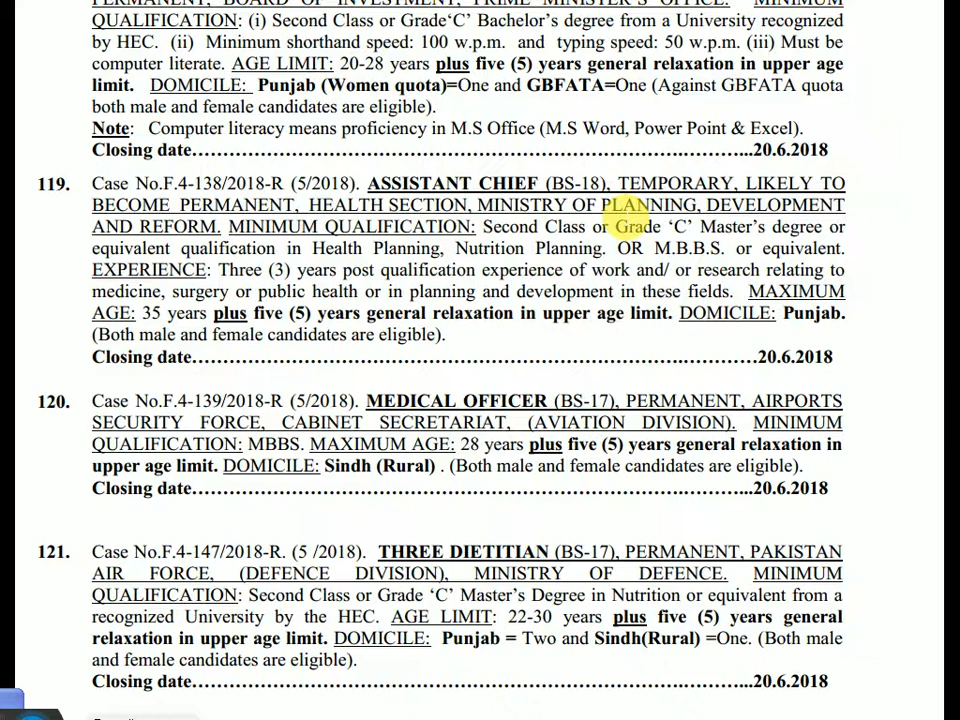 PERMANENT, BOARD OF INVESTMENT, PRIME MINISTER'S OFFICE. MINIMUM
QUALIFICATION: (i) Second Class or Grade‘C’ Bachelor’s degree from a University recognized
by HEC. (ii) Minimum shorthand speed: 100 w.p.m. and typing speed: 50 w.p.m. (iii) Must be
computer literate. AGE LIMIT: 20-28 years plus five (5) years general relaxation in upper age
limit. DOMICILE: Punjab (Women quota)=One and GBFATA=One (Against GBFATA quota
both male and female candidates are eligible).
Note: Computer literacy means proficiency in M.S Office (M.S Word, Power Point & Excel).
Closing date…………………………………………………………………….…………...20.6.2018
119. Case No.F.4-138/2018-R (5/2018). ASSISTANT CHIEF (BS-18), TEMPORARY, LIKELY TO
BECOME PERMANENT, HEALTH SECTION, MINISTRY OF PLANNING, DEVELOPMENT
AND REFORM. MINIMUM QUALIFICATION: Second Class or Grade ‘C’ Master’s degree or
equivalent qualification in Health Planning, Nutrition Planning. OR M.B.B.S. or equivalent.
EXPERIENCE: Three (3) years post qualification experience of work and/ or research relating to
medicine, surgery or public health or in planning and development in these fields. MAXIMUM
AGE: 35 years plus five (5) years general relaxation in upper age limit. DOMICILE: Punjab.
(Both male and female candidates are eligible).
Closing date…………………………………………………………………….…………20.6.2018
120. Case No.F.4-139/2018-R (5/2018). MEDICAL OFFICER (BS-17), PERMANENT, AIRPORTS
SECURITY FORCE, CABINET SECRETARIAT, (AVIATION DIVISION). MINIMUM
QUALIFICATION: MBBS. MAXIMUM AGE: 28 years plus five (5) years general relaxation in
upper age limit. DOMICILE: Sindh (Rural) . (Both male and female candidates are eligible).
Closing date…………………………………………………………………….…………...20.6.2018
121. Case No.F.4-147/2018-R. (5 /2018). THREE DIETITIAN (BS-17), PERMANENT, PAKISTAN
AIR FORCE, (DEFENCE DIVISION), MINISTRY OF DEFENCE. MINIMUM
QUALIFICATION: Second Class or Grade ‘C’ Master’s Degree in Nutrition or equivalent from a
recognized University by the HEC. AGE LIMIT: 22-30 years plus five (5) years general
relaxation in upper age limit. DOMICILE: Punjab = Two and Sindh(Rural) =One. (Both male
and female candidates are eligible).
Closing date…………………………………………………………………….…………...20.6.2018